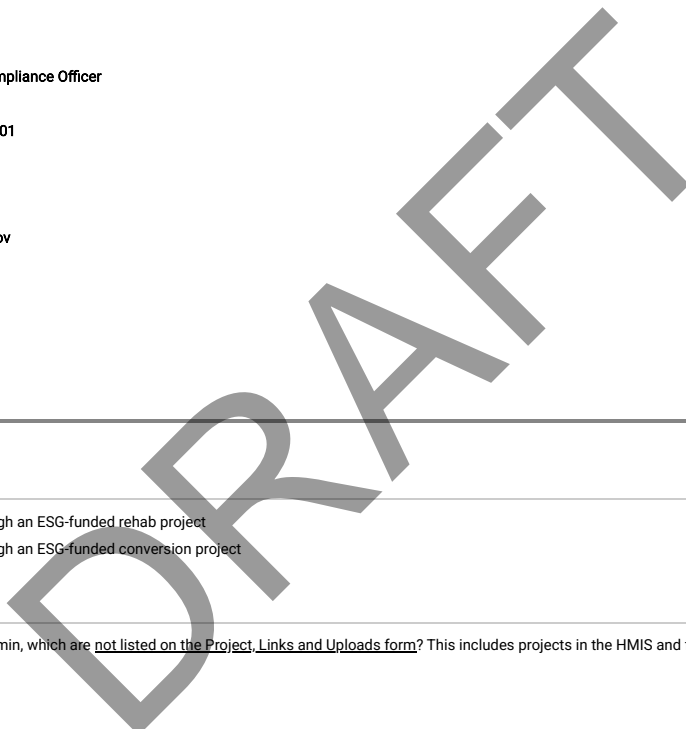 mpliance Officer
01
ov
DRAFT
gh an ESG-funded rehab project
gh an ESG-funded conversion project
min, which are not listed on the Project, Links and Uploads form? This includes projects in the HMIS and